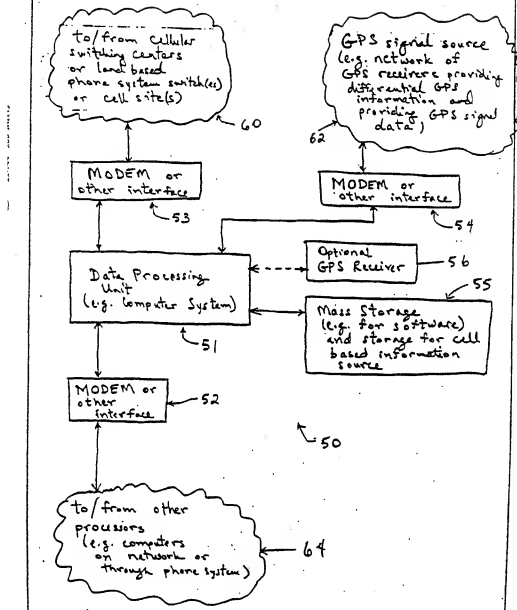 to/from Cellular
switching centers
or land based
phone system switch(es)
or cell site(s)
60
GPS signal source
(e.g. network of
GPS receivers providing
differential GPS
information and
providing GPS signal
data)
62
MODEM or
other interface
53
MODEM or
other interface
54
Data Processing
Unit
(e.g. Computer System)
51
Optional
GPS Receiver
56
55
Mass Storage
(e.g. for software)
and storage for cell
based information
source
MODEM or
other
interface
52
50
to/from other
processors
(e.g. computers
on network or
through phone system)
64